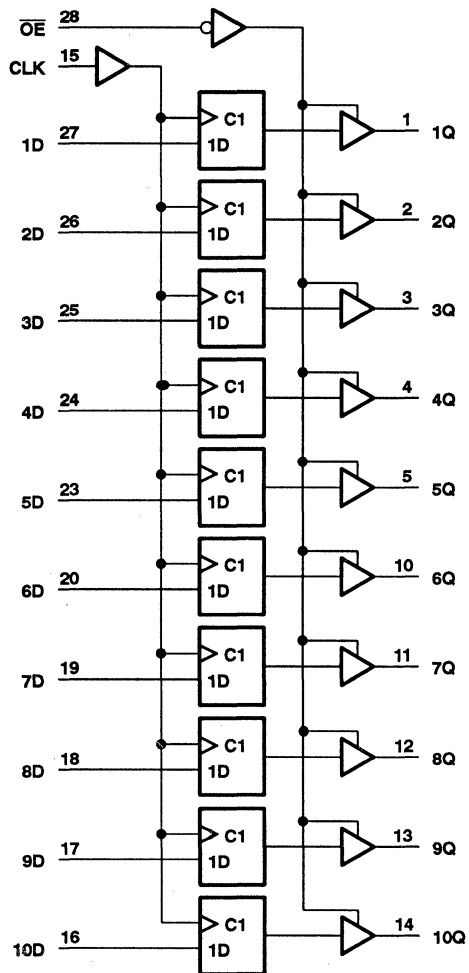 OE 28
CLK 15
C1
1D 27 1D 1 1Q
C1
2D 26 1D 2 2Q
C1
3D 25 1D 3 3Q
C1
4D 24 1D 4 4Q
C1
5D 23 1D 5 5Q
C1
6D 20 1D 10 6Q
C1
7D 19 1D 11 7Q
C1
8D 18 1D 12 8Q
C1
9D 17 1D 13 9Q
C1
10D 16 1D 14 10Q